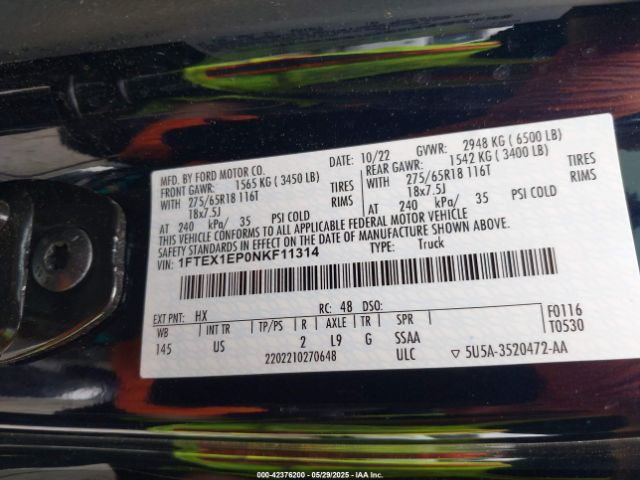 MFD. BY FORD MOTOR CO. DATE: 10/22 GVWR: 2948 KG ( 6500 LB)
FRONT GAWR: 1565 KG ( 3450 LB) REAR GAWR: 1542 KG ( 3400 LB)
WITH 275/65R18 116T TIRES WITH 275/65R18 116T TIRES
18x7.5J RIMS 18x7.5J RIMS
AT 240 kPa/ 35 PSI COLD AT 240 kPa/ 35 PSI COLD
THIS VEHICLE CONFORMS TO ALL APPLICABLE FEDERAL MOTOR VEHICLE
SAFETY STANDARDS IN EFFECT ON THE DATE OF MANUFACTURE SHOWN ABOVE.
VIN: 1FTEX1EP0NKF11314 TYPE: Truck
EXT PNT: HX RC: 48 DSO: F0116
WB INT TR TP/PS R AXLE TR SPR T0530
145 US 2 L9 G SSAA
2202210270648 ULC ▽ 5U5A-3520472-AA
000-42376200 - 05/29/2025 - IAA Inc.